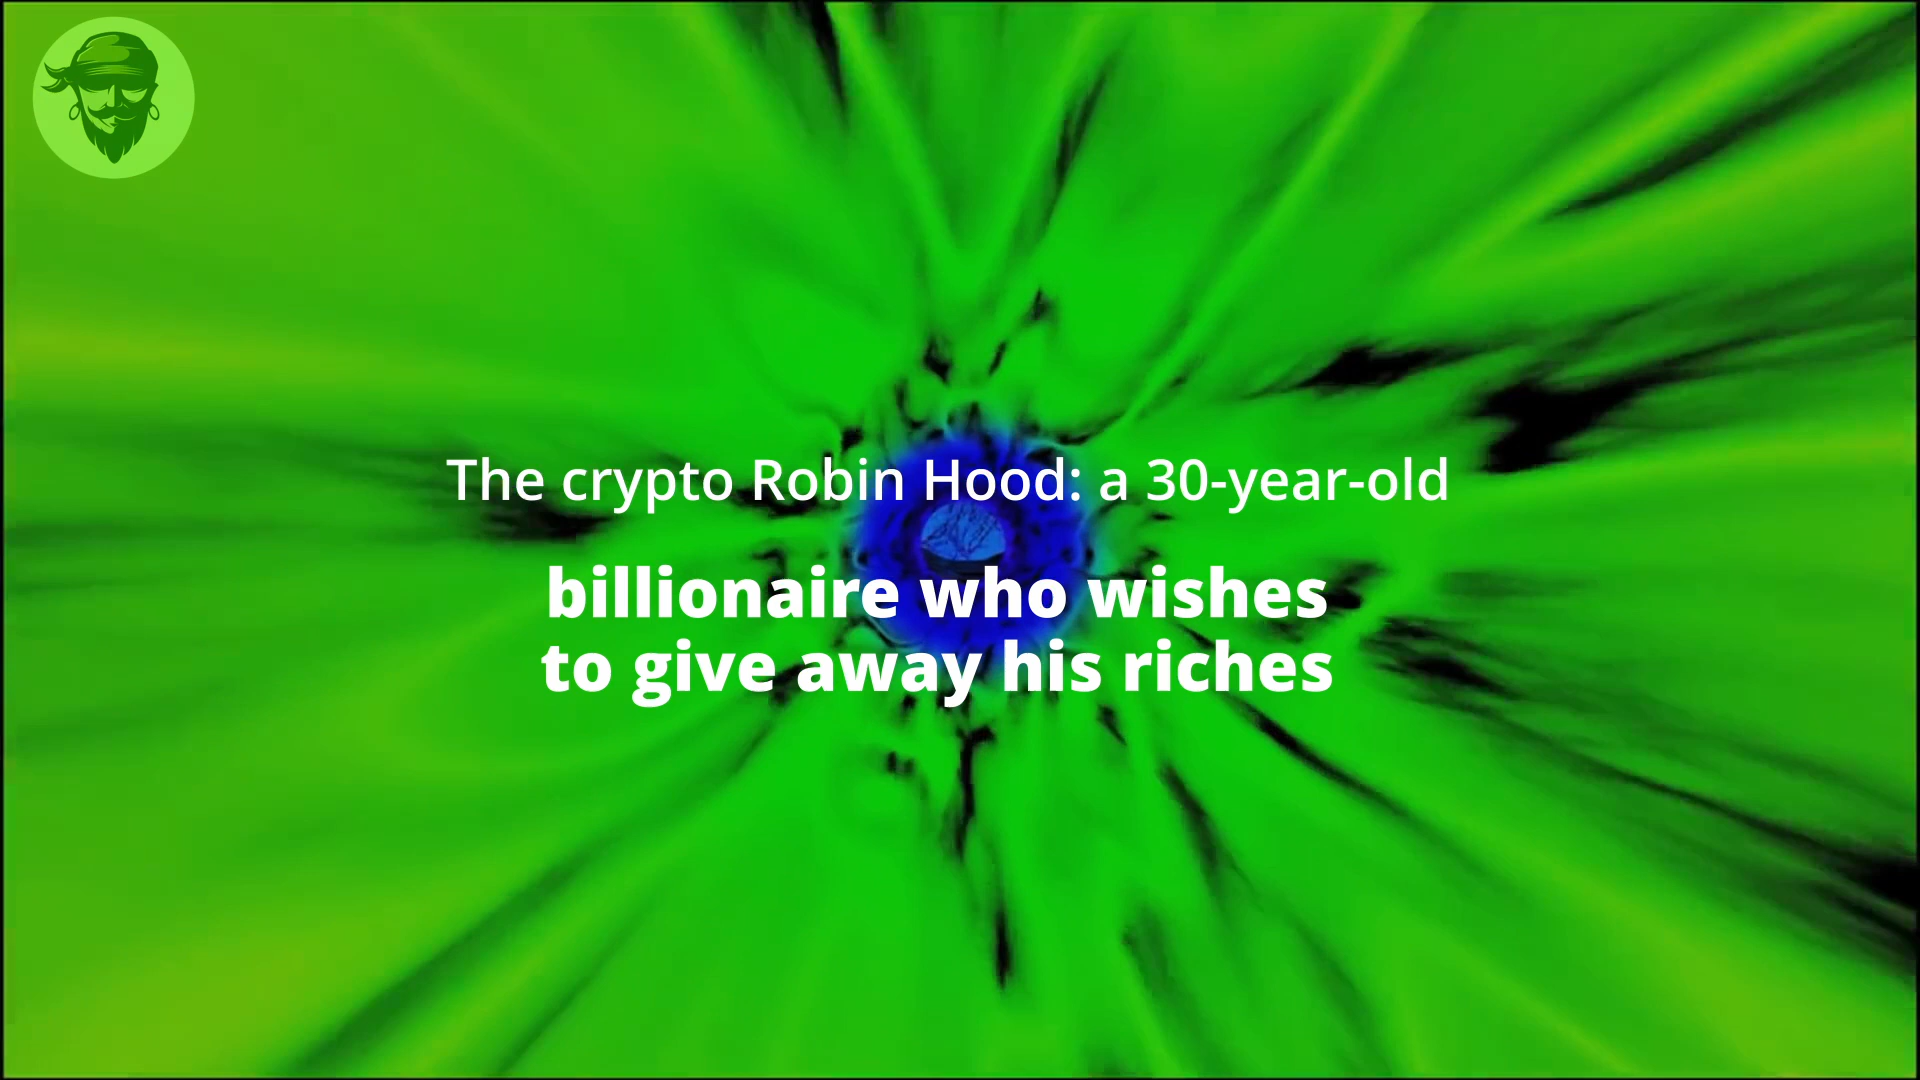 The crypto Robin Hood: a 30-year-old
billionaire who wishes
to give away his riches